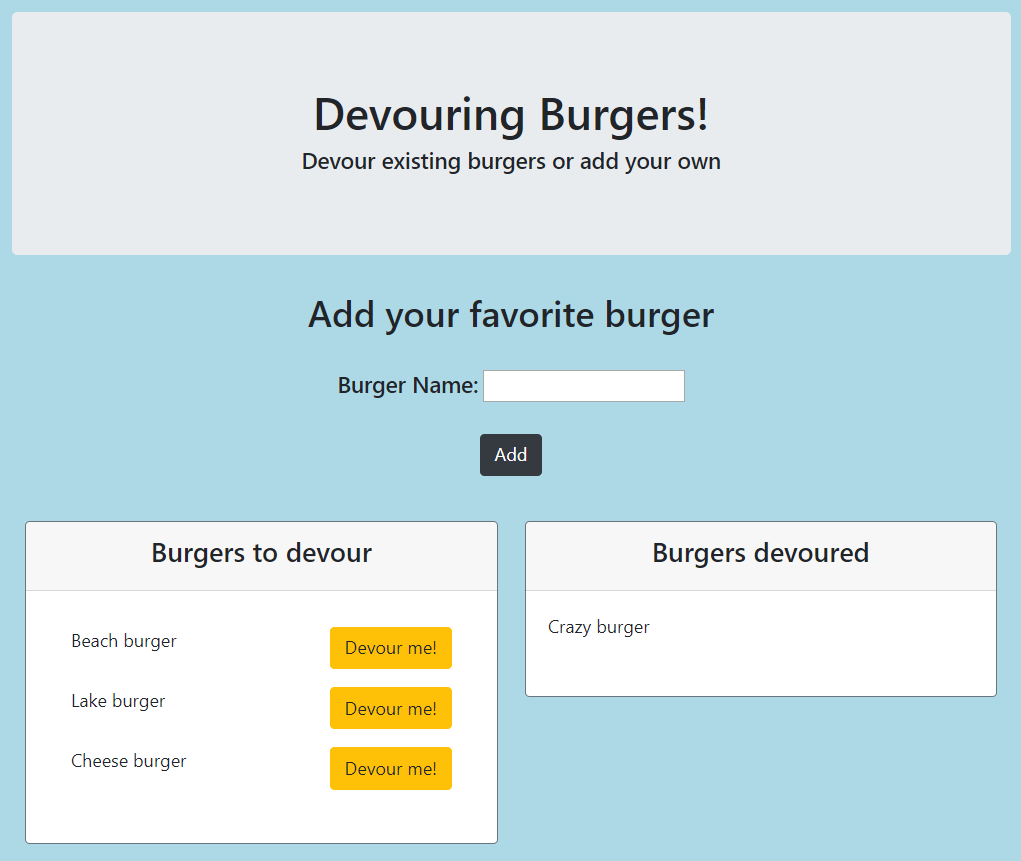 Devouring Burgers!
Devour existing burgers or add your own
Add your favorite burger
Burger Name:
Add
Burgers to devour
Beach burger
Devour me!
Lake burger
Devour me!
Cheese burger
Devour me!
Burgers devoured
Crazy burger